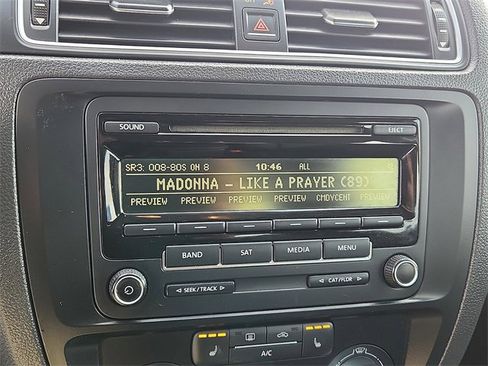 SOUND
EJECT
SR3: 008-80S ON 8 10:46 ALL
MADONNA - LIKE A PRAYER (89)
PREVIEW PREVIEW PREVIEW PREVIEW CMDYCENT PREVIEW
BAND SAT MEDIA MENU
SEEK/TRACK CAT/FLDR
A/C